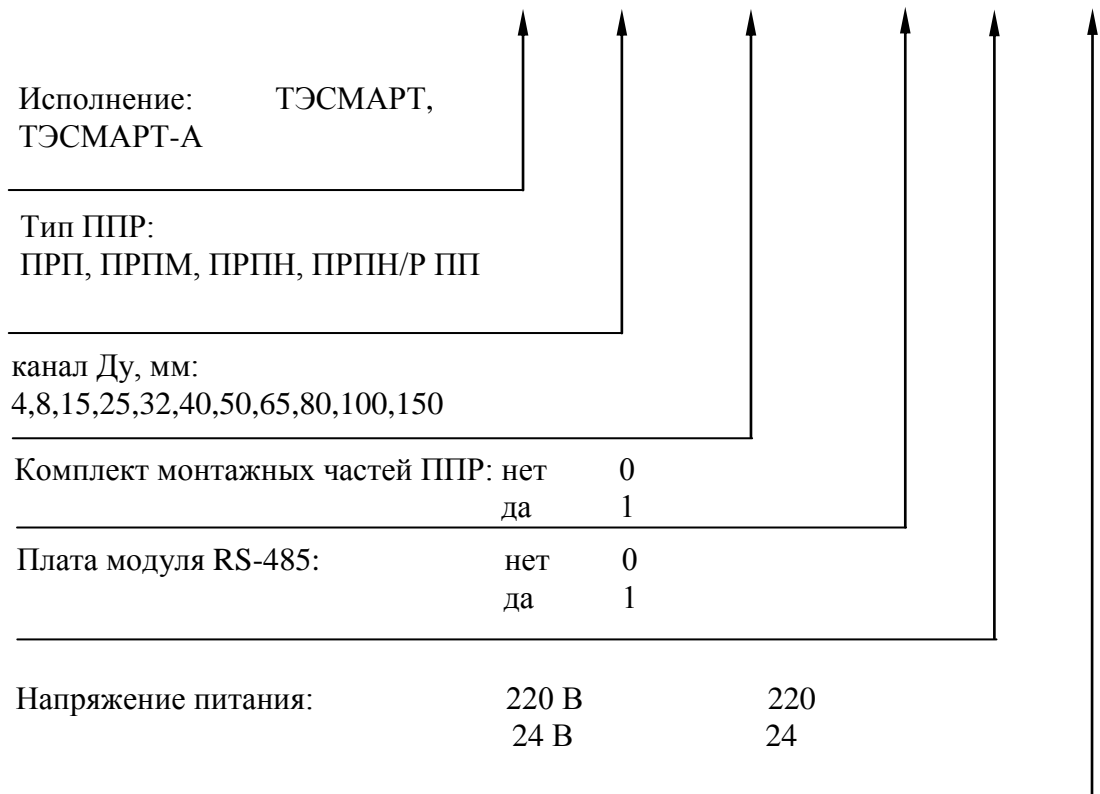 Исполнение: ТЭСМАРТ,
ТЭСМАРТ-А
Тип ППР:
ПРП, ПРПМ, ПРПН, ПРПН/Р ПП
канал Ду, мм:
4,8,15,25,32,40,50,65,80,100,150
Комплект монтажных частей ППР: нет 0
да 1
Плата модуля RS-485: нет 0
да 1
Напряжение питания: 220 В 220
24 В 24